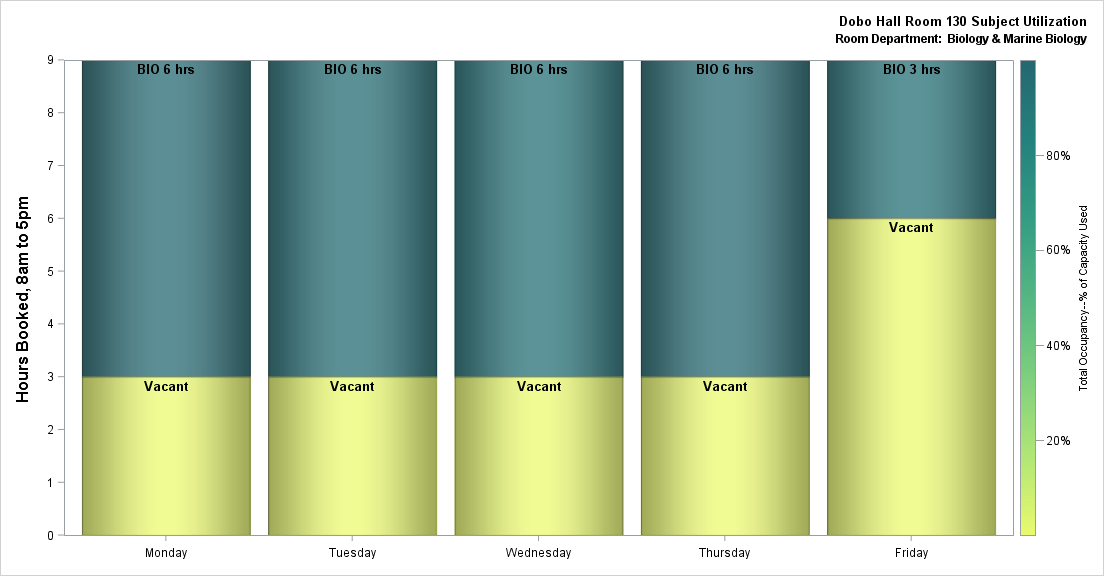 Dobo Hall Room 130 Subject Utilization
Room Department: Biology & Marine Biology
Hours Booked, 8am to 5pm
9
8
7
6
5
4
3
2
1
0
BIO 6 hrs
BIO 6 hrs
BIO 6 hrs
BIO 6 hrs
BIO 3 hrs
Vacant
Vacant
Vacant
Vacant
Vacant
Monday
Tuesday
Wednesday
Thursday
Friday
80%
60%
40%
20%
Total Occupancy--% of Capacity Used